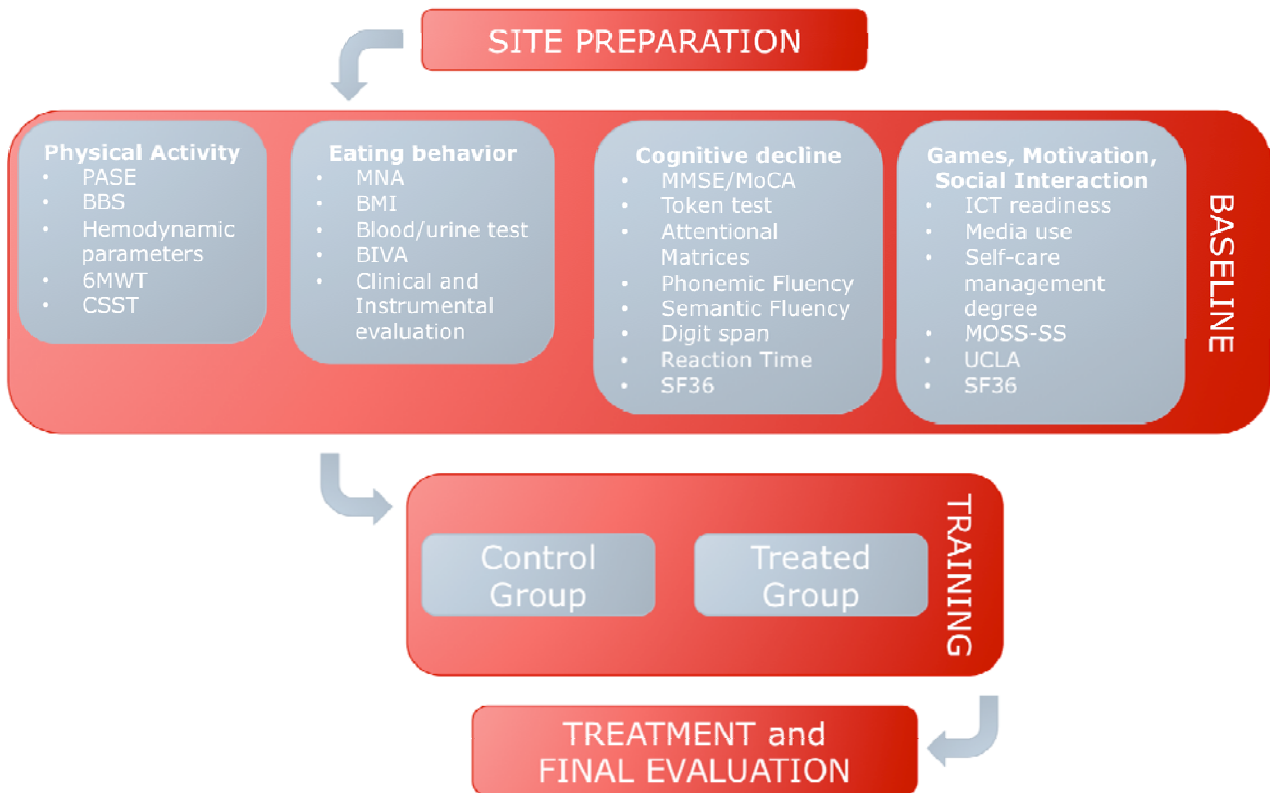 SITE PREPARATION
Physical Activity
• PASE
• BBS
• Hemodynamic
parameters
• 6MWT
• CSST
Eating behavior
• MNA
• BMI
• Blood/urine test
• BIVA
• Clinical and
Instrumental
evaluation
Cognitive decline
• MMSE/MoCA
• Token test
• Attentional
Matrices
• Phonemic Fluency
• Semantic Fluency
• Digit span
• Reaction Time
• SF36
Games, Motivation,
Social Interaction
• ICT readiness
• Media use
• Self-care
management
degree
• MOSS-SS
• UCLA
• SF36
BASELINE
Control
Group
Treated
Group
TRAINING
TREATMENT and
FINAL EVALUATION